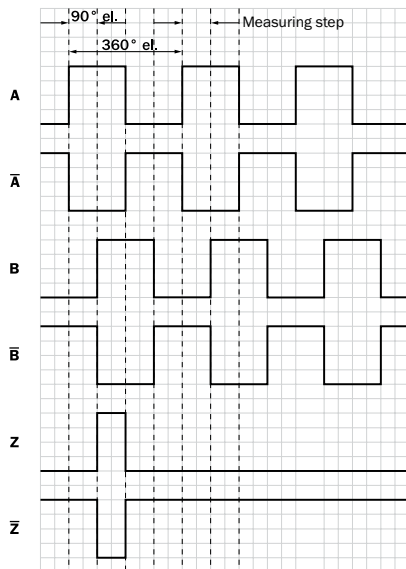 90° el.
Measuring step
360° el.
A
A̅
B
B̅
Z
Z̅